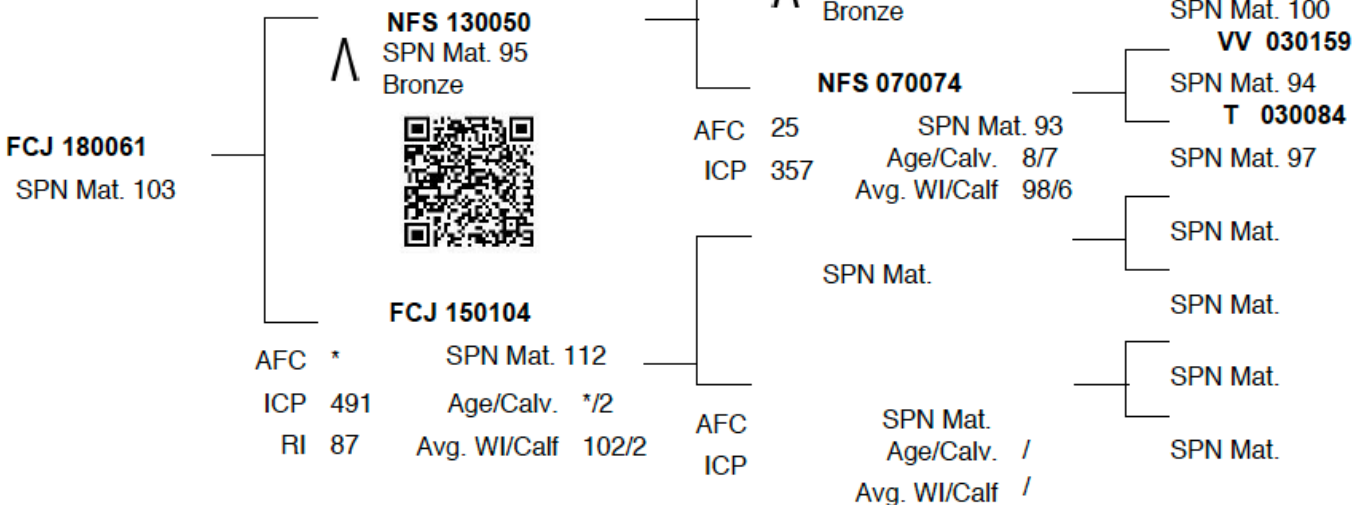 NFS 130050
SPN Mat. 95
Bronze
Bronze
SPN Mat. 100
VV 030159
NFS 070074
SPN Mat. 94
T 030084
FCJ 180061
SPN Mat. 103
AFC 25 SPN Mat. 93
ICP 357 Age/Calv. 8/7
Avg. WI/Calf 98/6
SPN Mat. 97
SPN Mat.
SPN Mat.
SPN Mat.
FCJ 150104
AFC * SPN Mat. 112
ICP 491 Age/Calv. */2
RI 87 Avg. WI/Calf 102/2
SPN Mat.
AFC SPN Mat.
ICP Age/Calv. /
Avg. WI/Calf /
SPN Mat.